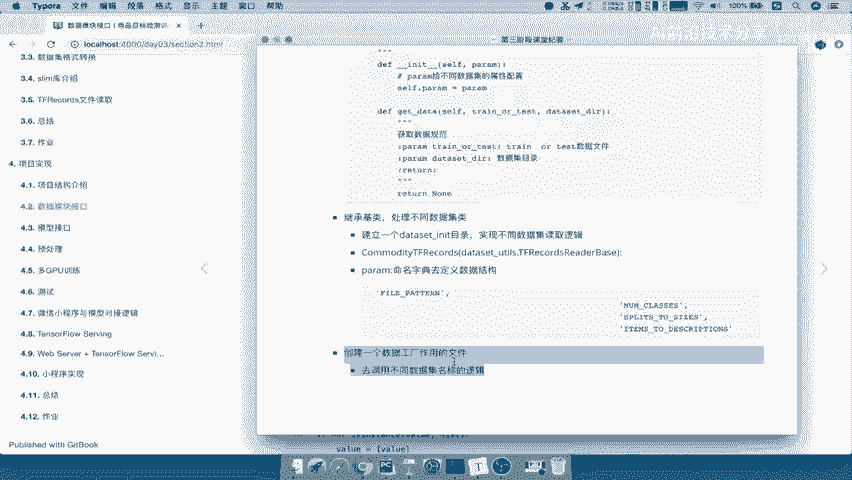 Typora 文件 编辑 段落 格式 显示 主题 窗口 帮助
100%
数据模块接口 | 商品目标检测训
localhost:4000/day03/section2.html
AI前沿技术分享
第三阶段课堂纪要
3.3. 数据集格式转换
3.4. slim库介绍
3.5. TFRecords文件读取
3.6. 总结
3.7. 作业
4. 项目实现
4.1. 项目结构介绍
4.2. 数据模块接口
4.3. 模型接口
4.4. 预处理
4.5. 多GPU训练
4.6. 测试
4.7. 微信小程序与模型对接逻辑
4.8. TensorFlow Serving
4.9. Web Server + TensorFlow Servi...
4.10. 小程序实现
4.11. 总结
4.12. 作业
Published with GitBook
"""
def __init__(self, param):
# param给不同数据集的属性配置
self.param = param
def get_data(self, train_or_test, dataset_dir):
"""
获取数据规范
:param train_or_test: train or test数据文件
:param dataset_dir: 数据集目录
:return:
"""
return None
继承基类，处理不同数据集类
建立一个dataset_init目录，实现不同数据集读取逻辑
CommodityTFRecords(dataset_utils.TFRecordsReaderBase):
param:命名字典去定义数据结构
'FILE_PATTERN',
'NUM_CLASSES',
'SPLITS_TO_SIZES',
'ITEMS_TO_DESCRIPTIONS'
创建一个数据工厂作用的文件
去调用不同数据集名称的逻辑
value = [value]